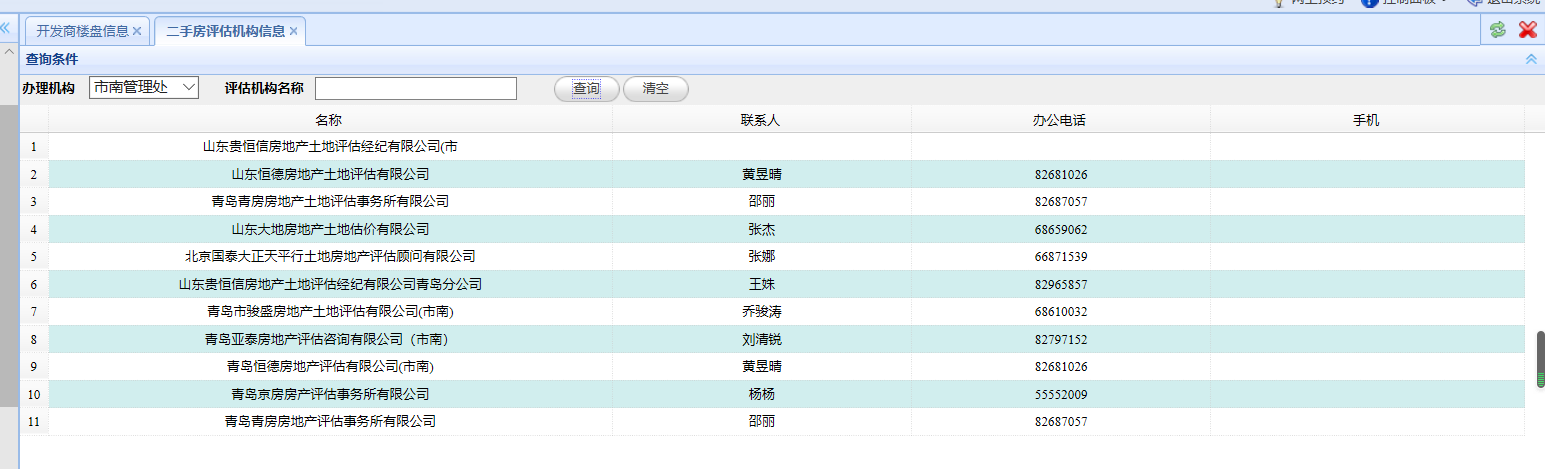 开发商楼盘信息 二手房评估机构信息
查询条件
办理机构 市南管理处 评估机构名称 查询 清空
名称 联系人 办公电话 手机
1 山东贵恒信房地产土地评估经纪有限公司(市
2 山东恒德房地产土地评估有限公司 黄昱晴 82681026
3 青岛青房房地产土地评估事务所有限公司 邵丽 82687057
4 山东大地房地产土地估价有限公司 张杰 68659062
5 北京国泰大正天平行土地房地产评估顾问有限公司 张娜 66871539
6 山东贵恒信房地产土地评估经纪有限公司青岛分公司 王姝 82965857
7 青岛市骏盛房地产土地评估有限公司(市南) 乔骏涛 68610032
8 青岛亚泰房地产评估咨询有限公司（市南） 刘清锐 82797152
9 青岛恒德房地产评估有限公司(市南) 黄昱晴 82681026
10 青岛京房房产评估事务所有限公司 杨杨 55552009
11 青岛青房房地产评估事务所有限公司 邵丽 82687057